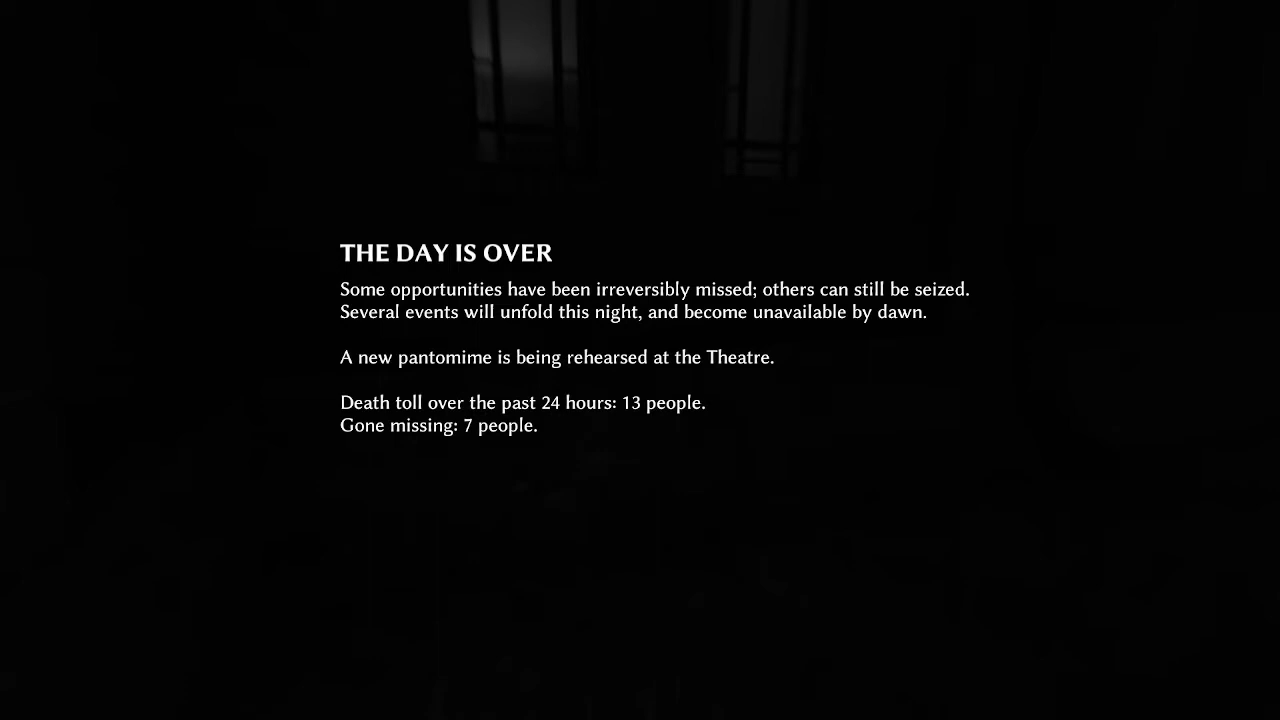 THE DAY IS OVER
Some opportunities have been irreversibly missed; others can still be seized.
Several events will unfold this night, and become unavailable by dawn.
A new pantomime is being rehearsed at the Theatre.
Death toll over the past 24 hours: 13 people.
Gone missing: 7 people.